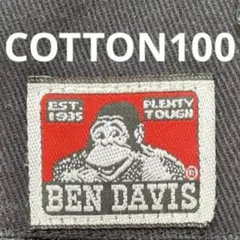 COTTON100
EST. PLENTY
1935 TOUGH
®
BEN DAVIS